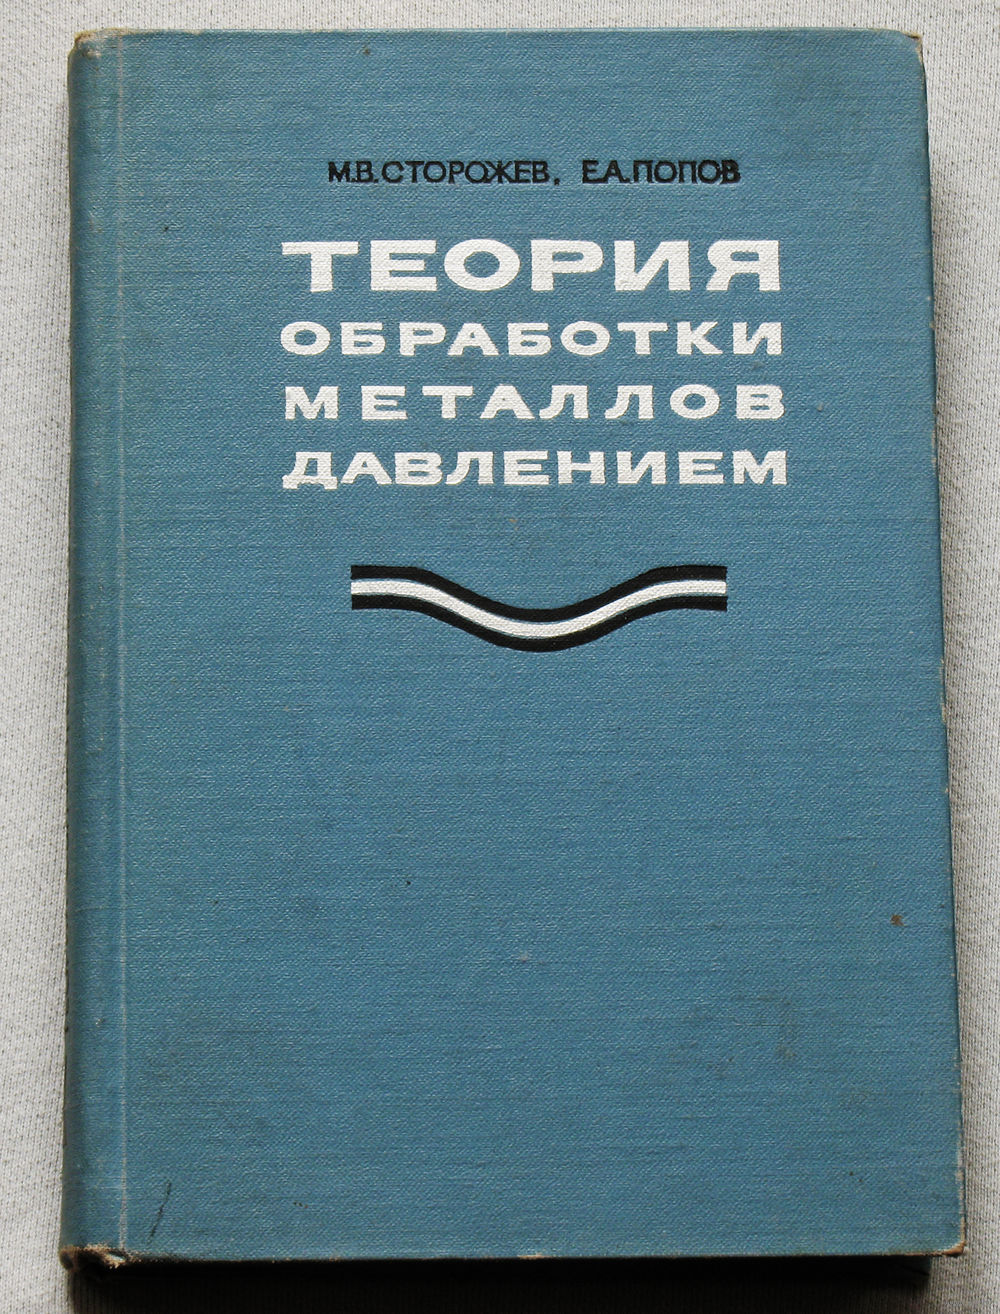 М.В.СТОРОЖЕВ, Е.А.ПОПОВ
ТЕОРИЯ
ОБРАБОТКИ
МЕТАЛЛОВ
ДАВЛЕНИЕМ